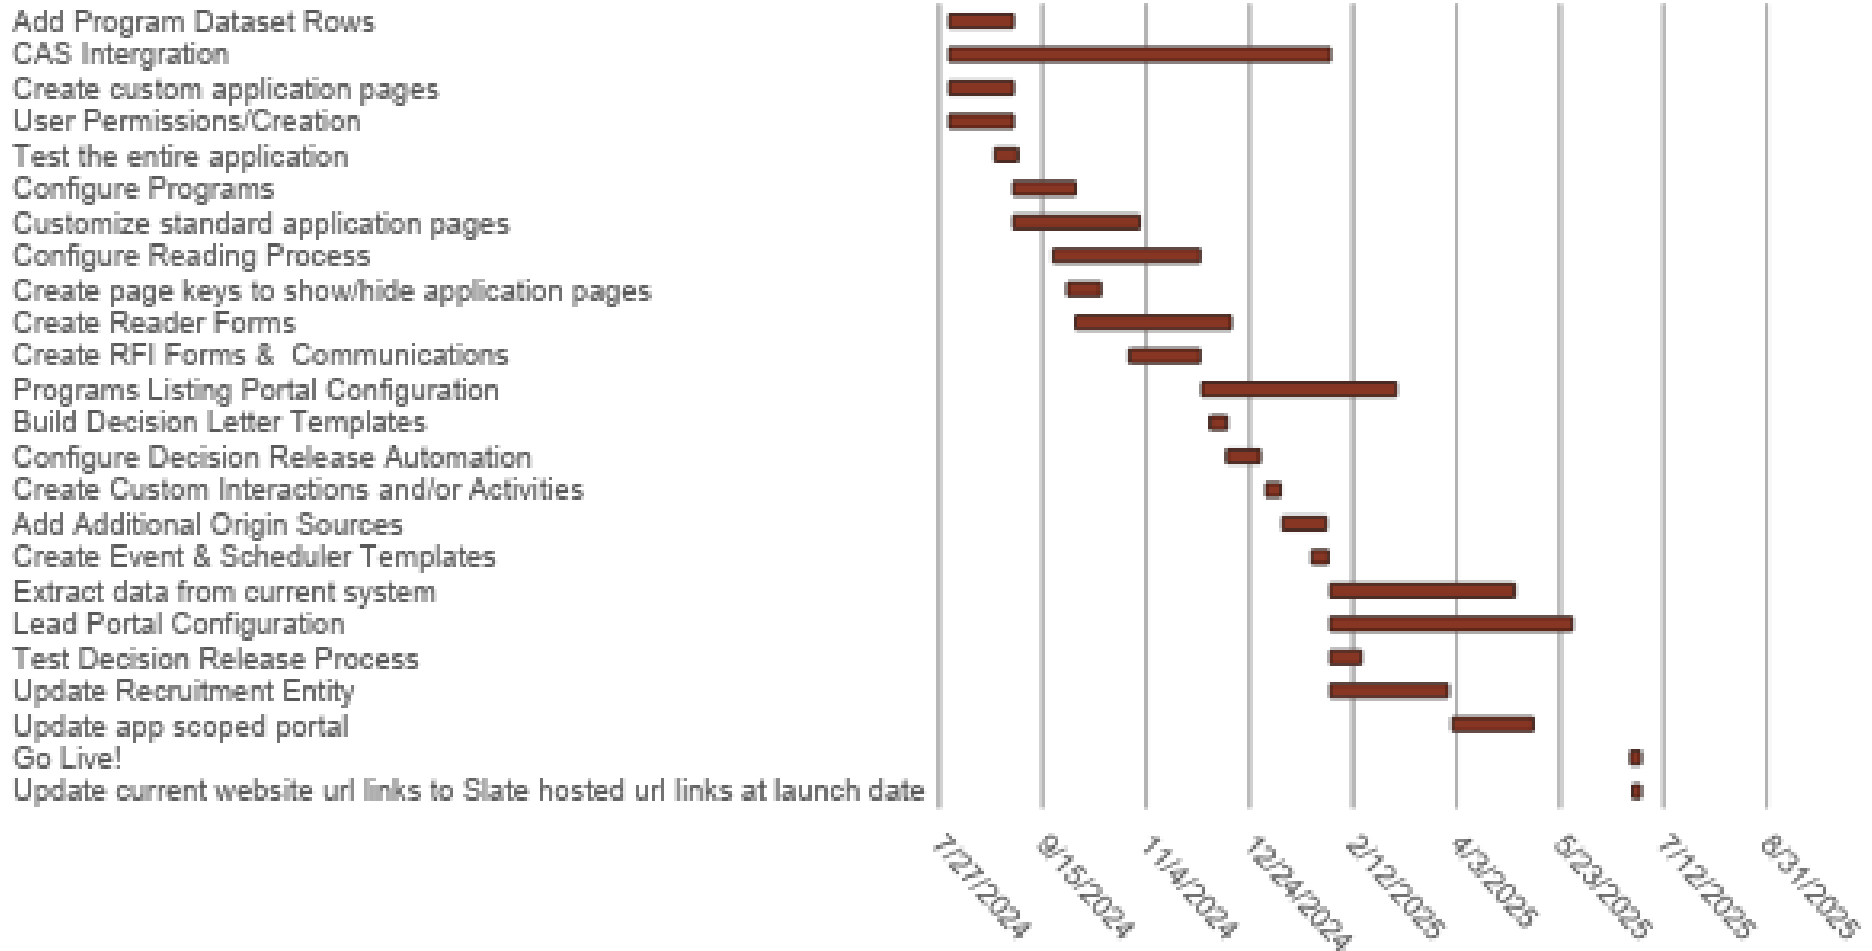 Add Program Dataset Rows
CAS Intergration
Create custom application pages
User Permissions/Creation
Test the entire application
Configure Programs
Customize standard application pages
Configure Reading Process
Create page keys to show/hide application pages
Create Reader Forms
Create RFI Forms & Communications
Programs Listing Portal Configuration
Build Decision Letter Templates
Configure Decision Release Automation
Create Custom Interactions and/or Activities
Add Additional Origin Sources
Create Event & Scheduler Templates
Extract data from current system
Lead Portal Configuration
Test Decision Release Process
Update Recruitment Entity
Update app scoped portal
Go Live!
Update current website url links to Slate hosted url links at launch date
7/27/2024
9/15/2024
11/4/2024
12/24/2024
2/12/2025
4/3/2025
5/23/2025
7/12/2025
8/31/2025